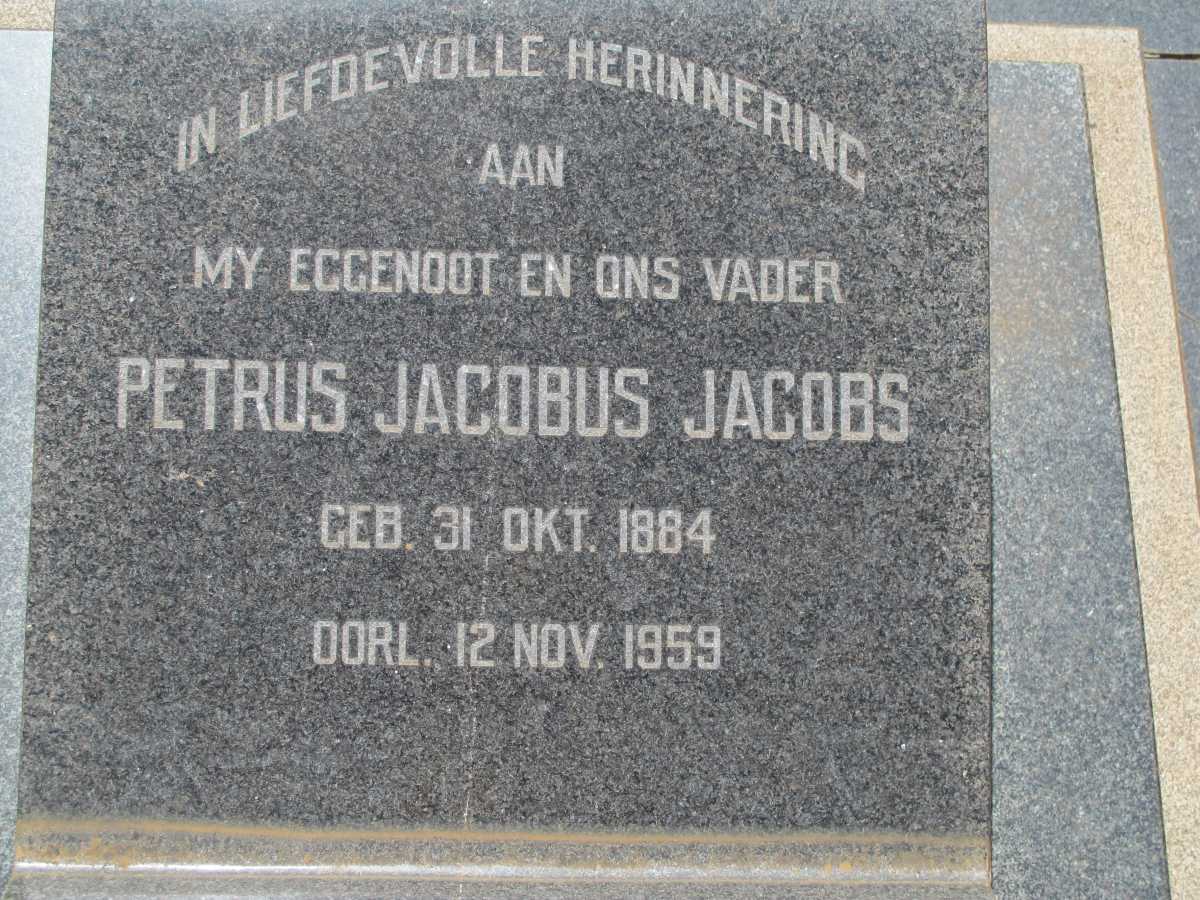 IN LIEFDEVOLLE HERINNERING
AAN
MY EGGENOOT EN ONS VADER
PETRUS JACOBUS JACOBS
GEB. 31 OKT. 1884
OORL. 12 NOV. 1959